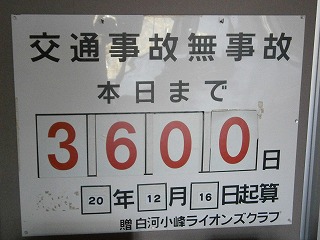 交通事故無事故
本日まで
3600日
20年12月16日起算
贈 白河小峰ライオンズクラブ